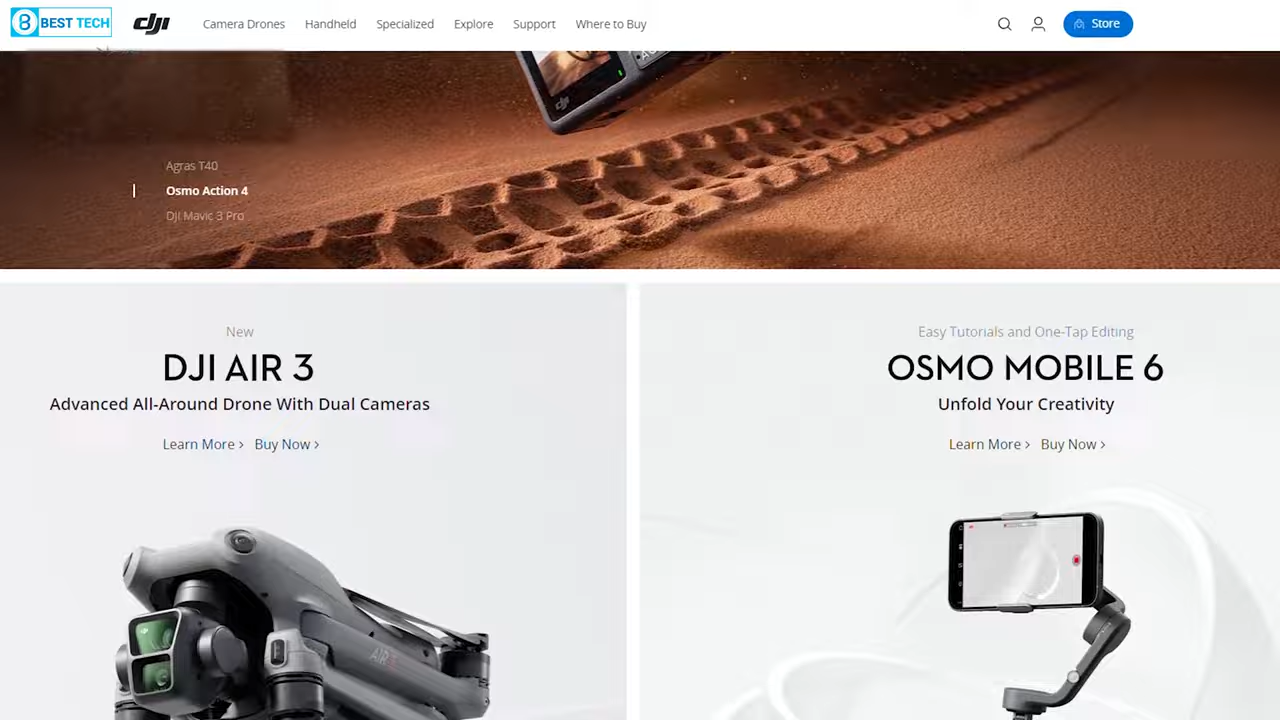 BEST TECH
dji
Camera Drones
Handheld
Specialized
Explore
Support
Where to Buy
Store
Agras T40
Osmo Action 4
DJI Mavic 3 Pro
New
DJI AIR 3
Advanced All-Around Drone With Dual Cameras
Learn More >
Buy Now >
Easy Tutorials and One-Tap Editing
OSMO MOBILE 6
Unfold Your Creativity
Learn More >
Buy Now >